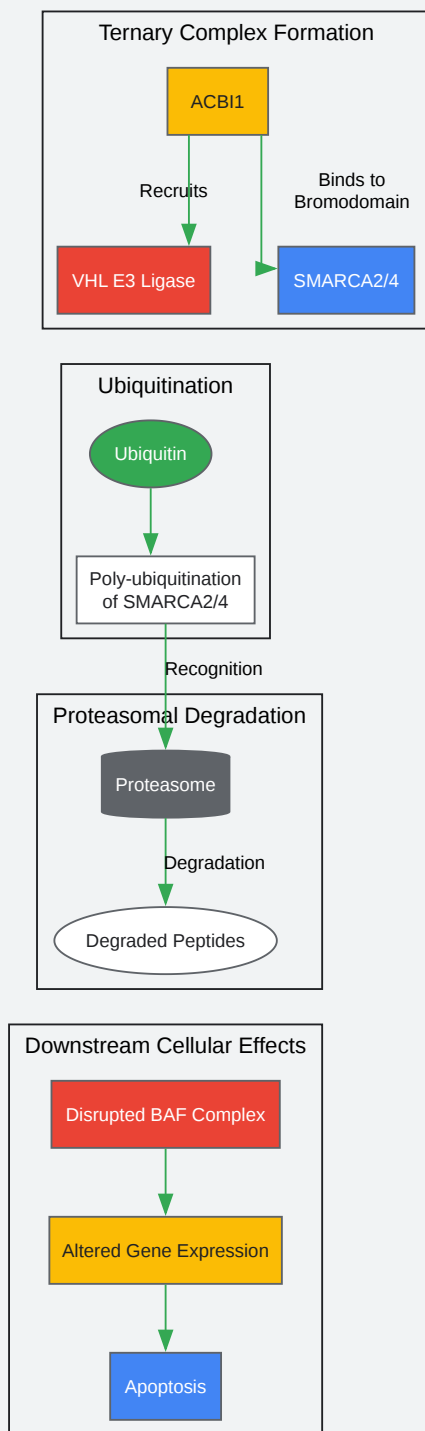 Ternary Complex Formation
ACBI1
Recruits
Binds to
Bromodomain
VHL E3 Ligase
SMARCA2/4
Ubiquitination
Ubiquitin
Poly-ubiquitination
of SMARCA2/4
Recognition
Proteasomal Degradation
Proteasome
Degradation
Degraded Peptides
Downstream Cellular Effects
Disrupted BAF Complex
Altered Gene Expression
Apoptosis